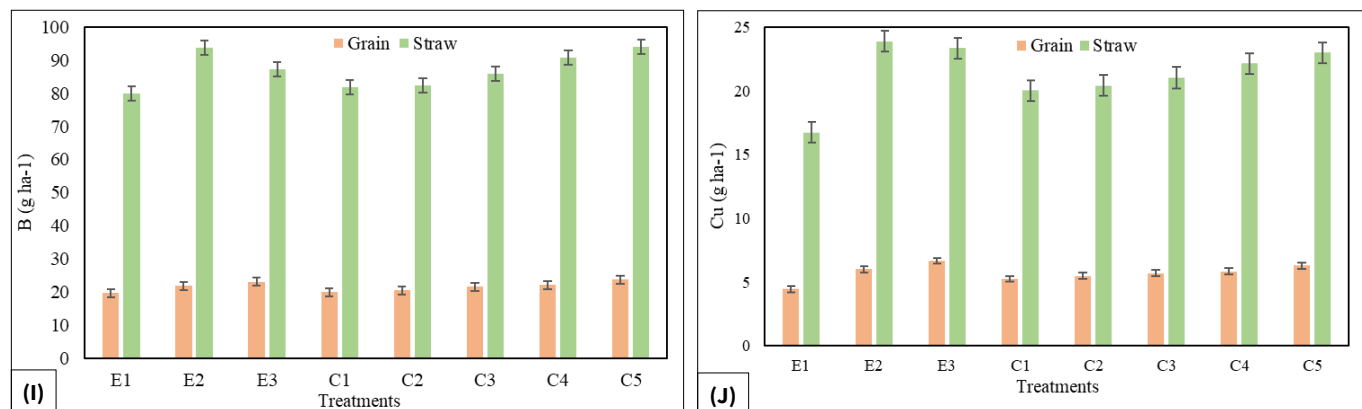 100
90
80
70
60
50
40
30
20
10
0
B (g ha-1)
Grain Straw
E1 E2 E3 C1 C2 C3 C4 C5
Treatments
(I)
25
20
15
10
5
0
Cu (g ha-1)
Grain Straw
E1 E2 E3 C1 C2 C3 C4 C5
Treatments
(J)